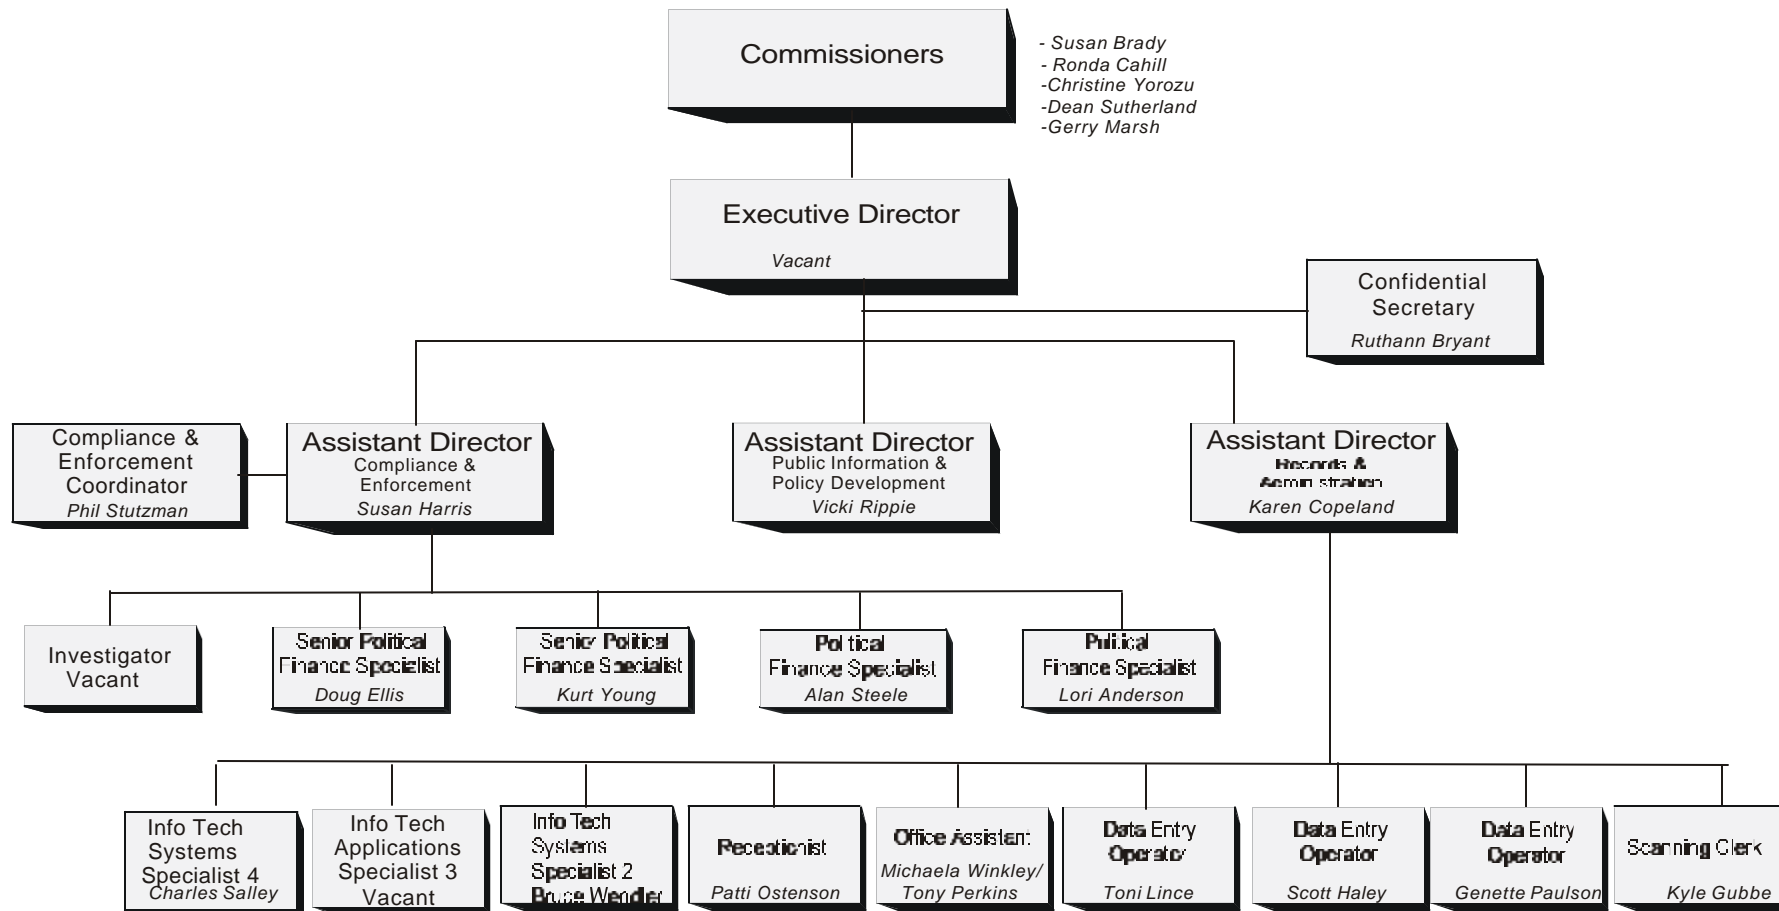 Commissioners
- Susan Brady
- Ronda Cahill
-Christine Yorozu
-Dean Sutherland
-Gerry Marsh
Executive Director
Vacant
Confidential
Secretary
Ruthann Bryant
Compliance &
Enforcement
Coordinator
Phil Stutzman
Assistant Director
Compliance &
Enforcement
Susan Harris
Assistant Director
Public Information &
Policy Development
Vicki Rippie
Assistant Director
Records &
Administration
Karen Copeland
Investigator
Vacant
Senior Political
Finance Specialist
Doug Ellis
Senior Political
Finance Specialist
Kurt Young
Political
Finance Specialist
Alan Steele
Political
Finance Specialist
Lori Anderson
Info Tech
Systems
Specialist 4
Charles Salley
Info Tech
Applications
Specialist 3
Vacant
Info Tech
Systems
Specialist 2
Bruce Wendler
Receptionist
Patti Ostenson
Office Assistant
Michaela Winkley/
Tony Perkins
Data Entry
Operator
Toni Lince
Data Entry
Operator
Scott Haley
Data Entry
Operator
Genette Paulson
Scanning Clerk
Kyle Gubbe